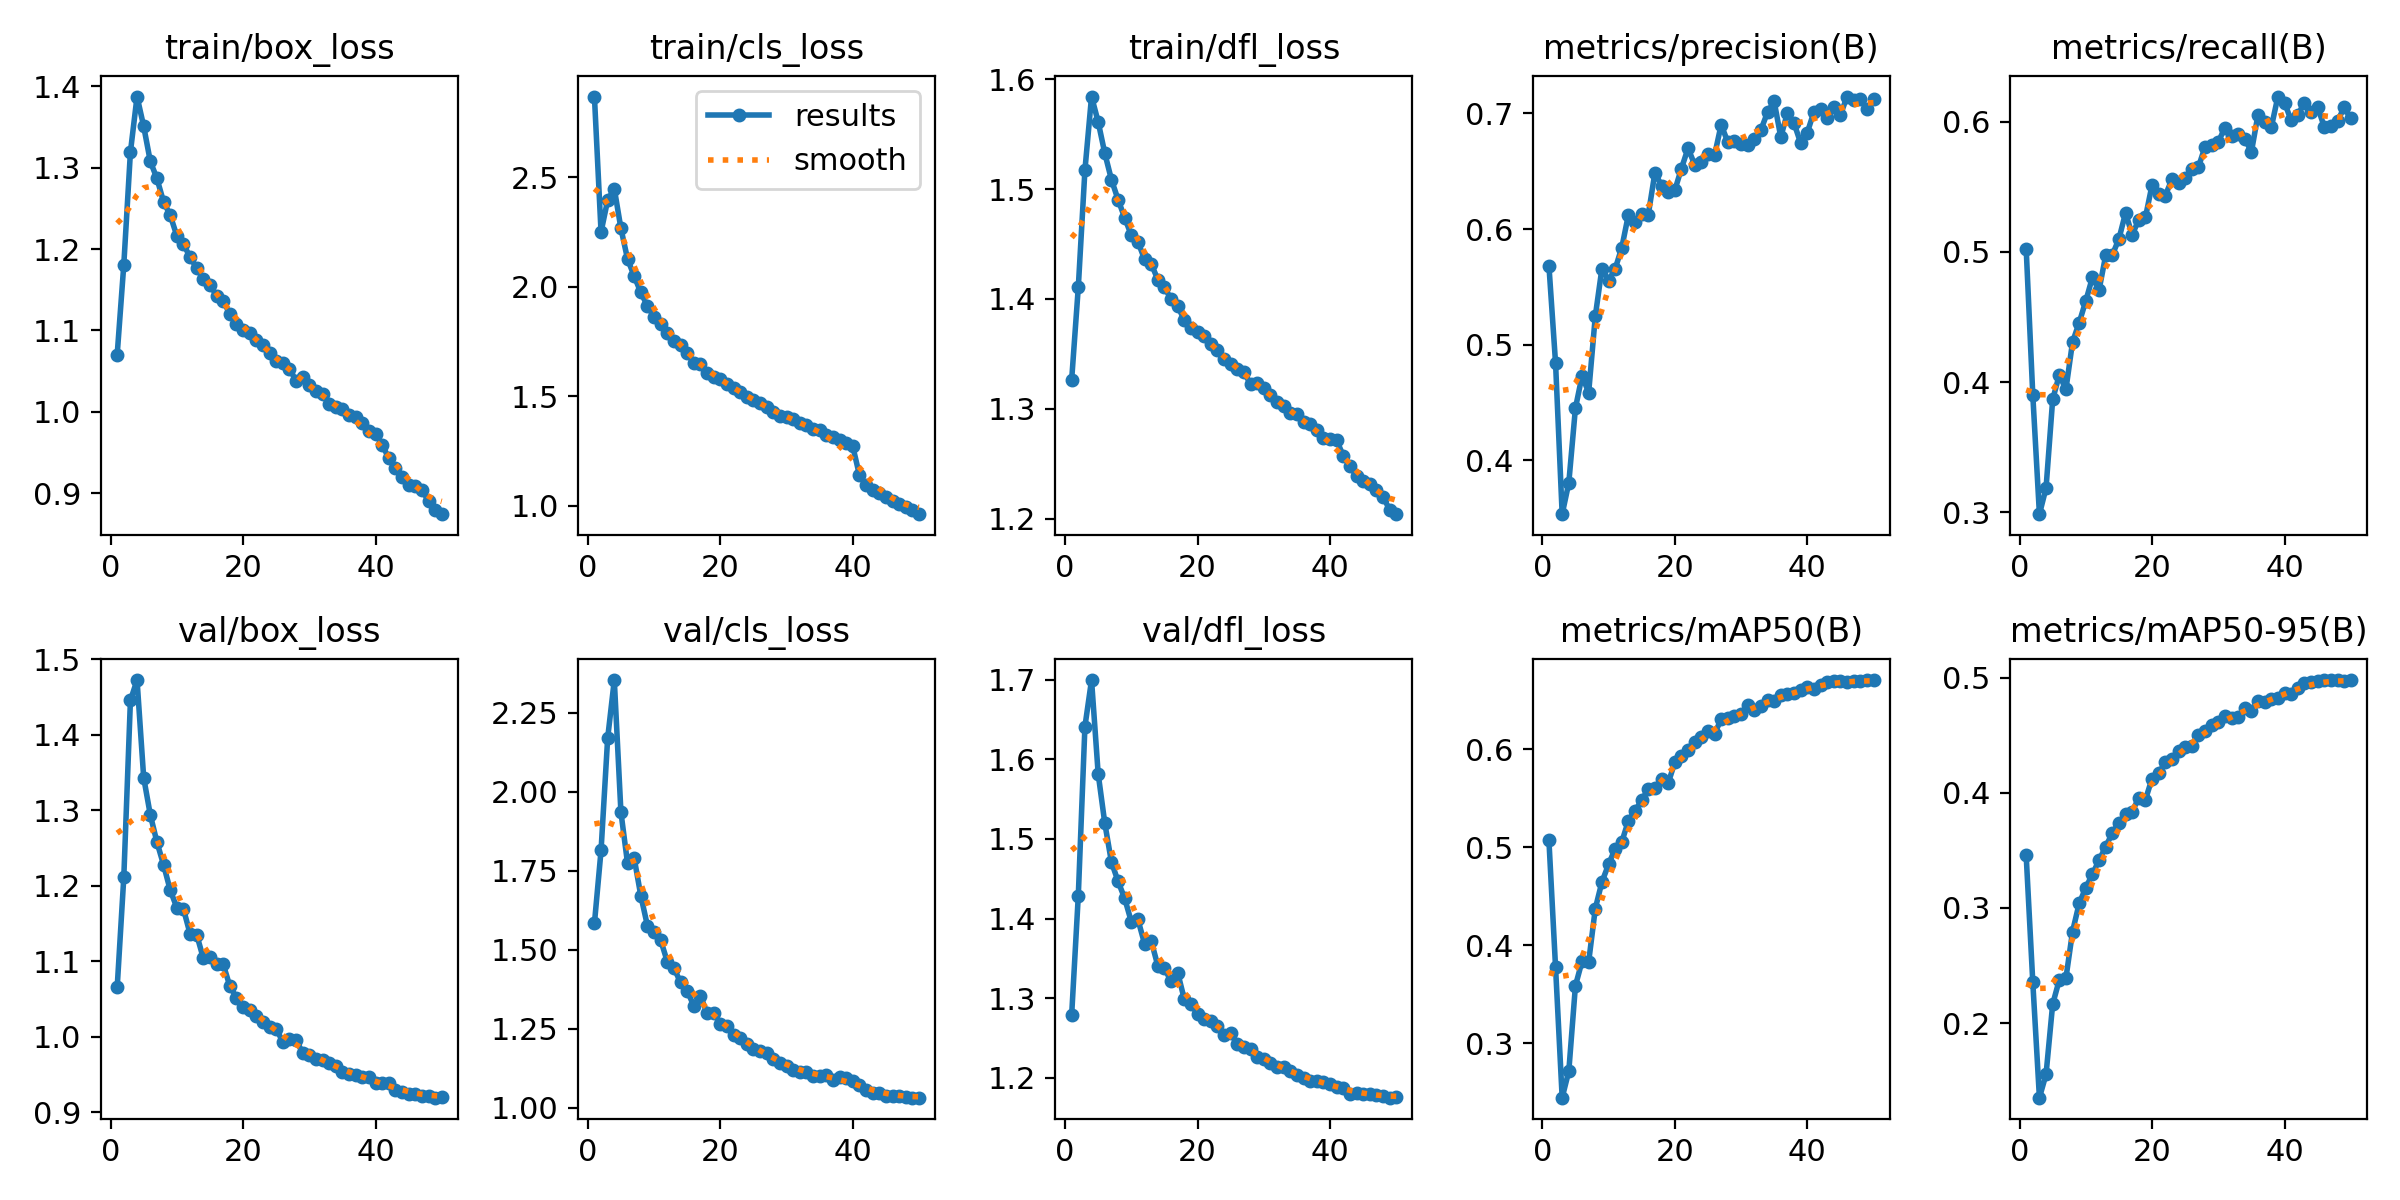 train/box_loss
train/cls_loss
train/dfl_loss
metrics/precision(B)
metrics/recall(B)
1.4
1.3
1.2
1.1
1.0
0.9
0 20 40
results
smooth
2.5
2.0
1.5
1.0
0 20 40
1.6
1.5
1.4
1.3
1.2
0 20 40
0.7
0.6
0.5
0.4
0 20 40
0.6
0.5
0.4
0.3
0 20 40
val/box_loss
val/cls_loss
val/dfl_loss
metrics/mAP50(B)
metrics/mAP50-95(B)
1.5
1.4
1.3
1.2
1.1
1.0
0.9
0 20 40
2.25
2.00
1.75
1.50
1.25
1.00
0 20 40
1.7
1.6
1.5
1.4
1.3
1.2
0 20 40
0.6
0.5
0.4
0.3
0 20 40
0.5
0.4
0.3
0.2
0 20 40